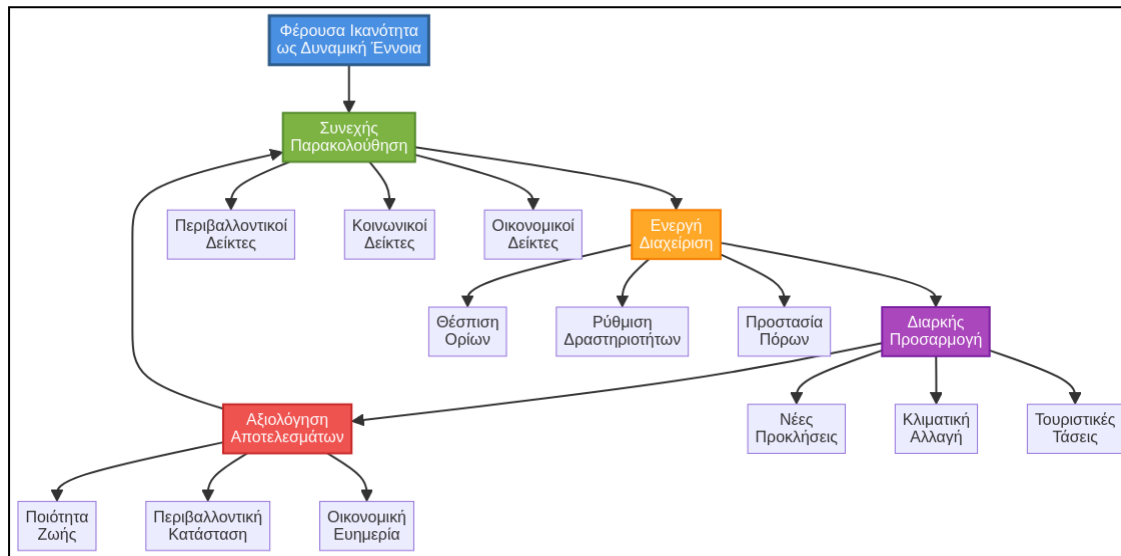 Φέρουσα Ικανότητα
ως Δυναμική Έννοια
Συνεχής
Παρακολούθηση
Περιβαλλοντικοί
Δείκτες
Κοινωνικοί
Δείκτες
Οικονομικοί
Δείκτες
Ενεργή
Διαχείριση
Θέσπιση
Ορίων
Ρύθμιση
Δραστηριοτήτων
Προστασία
Πόρων
Διαρκής
Προσαρμογή
Αξιολόγηση
Αποτελεσμάτων
Νέες
Προκλήσεις
Κλιματική
Αλλαγή
Τουριστικές
Τάσεις
Ποιότητα
Ζωής
Περιβαλλοντική
Κατάσταση
Οικονομική
Ευημερία